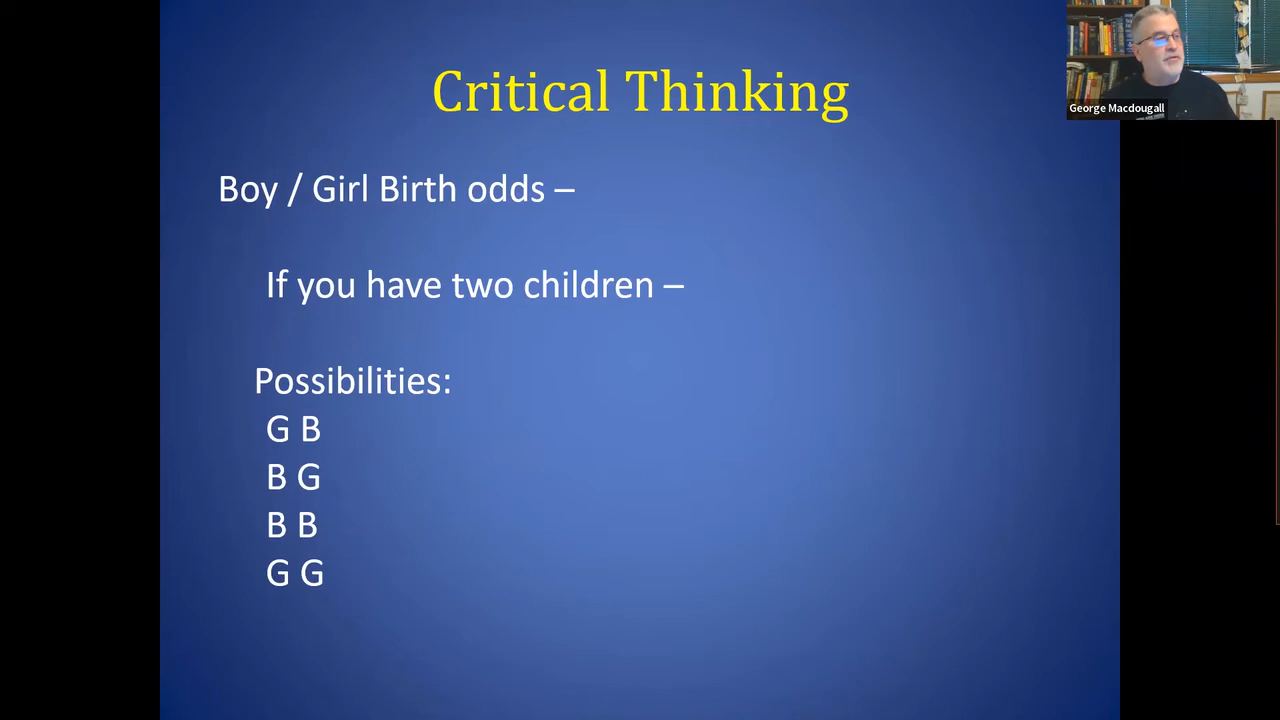 Critical Thinking
George Macdougall
Boy / Girl Birth odds –
If you have two children –
Possibilities:
G B
B G
B B
G G